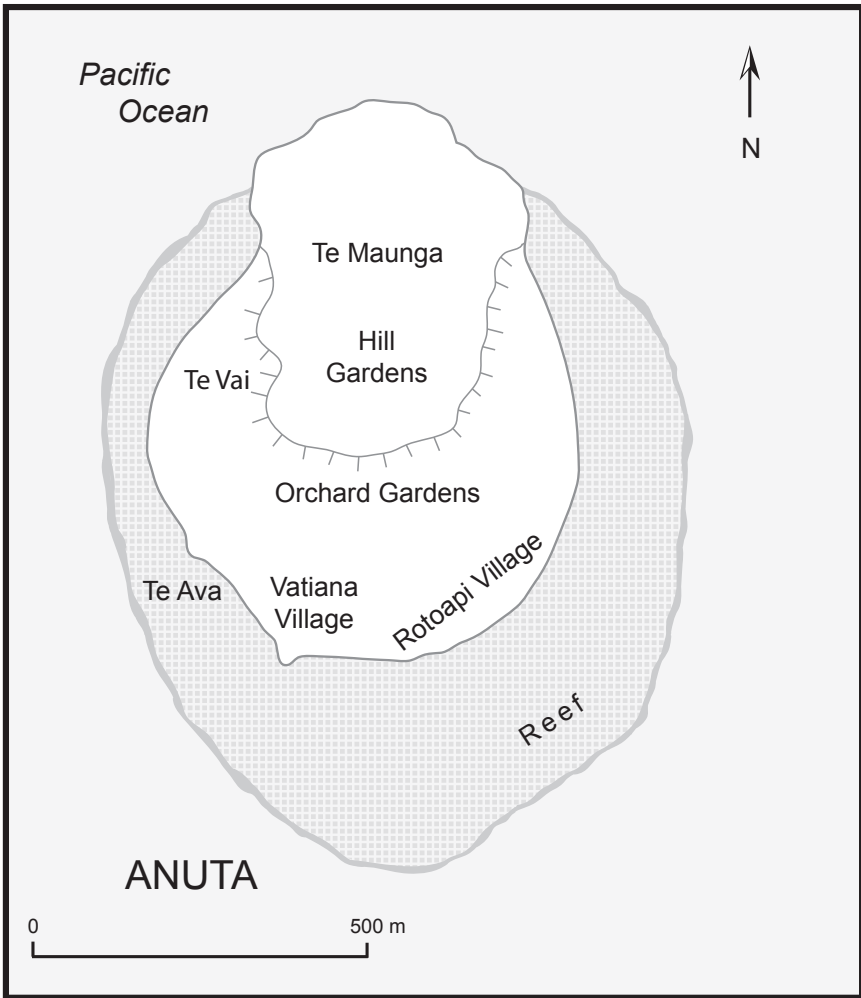 Pacific
Ocean
N
Te Maunga
Hill
Gardens
Te Vai
Orchard Gardens
Te Ava
Vatiana
Village
Rotoapi Village
Reef
ANUTA
0
500 m